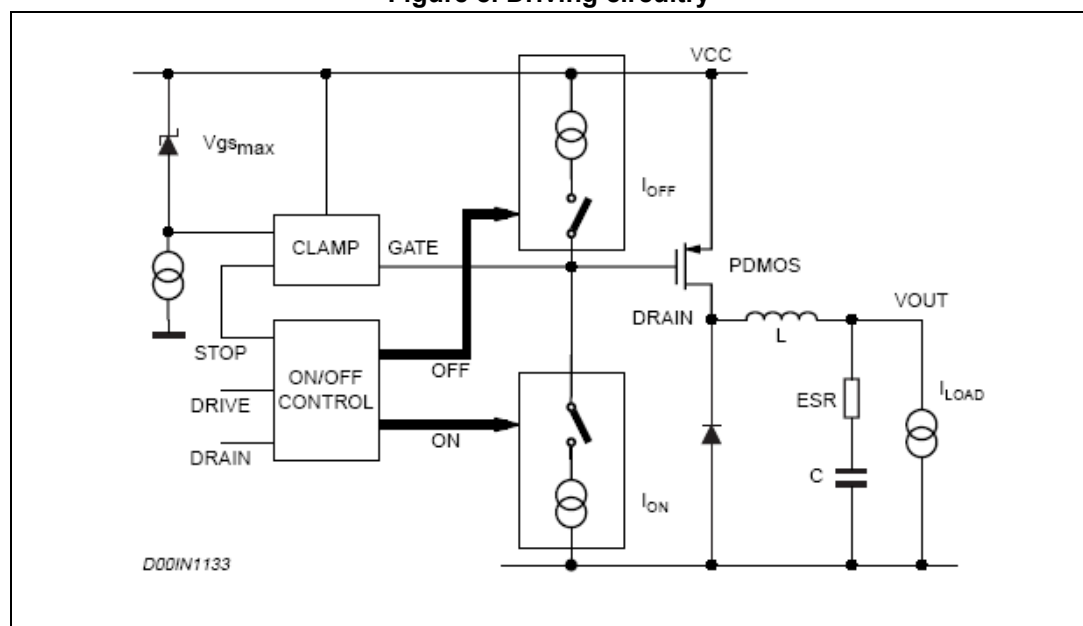 Figure Driving circuitry
VCC
Vgsmax
IOFF
CLAMP
GATE
PDMOS
VOUT
DRAIN
L
STOP
OFF
ON/OFF
CONTROL
DRIVE
ESR
ILOAD
ON
DRAIN
C
ION
D00IN1133